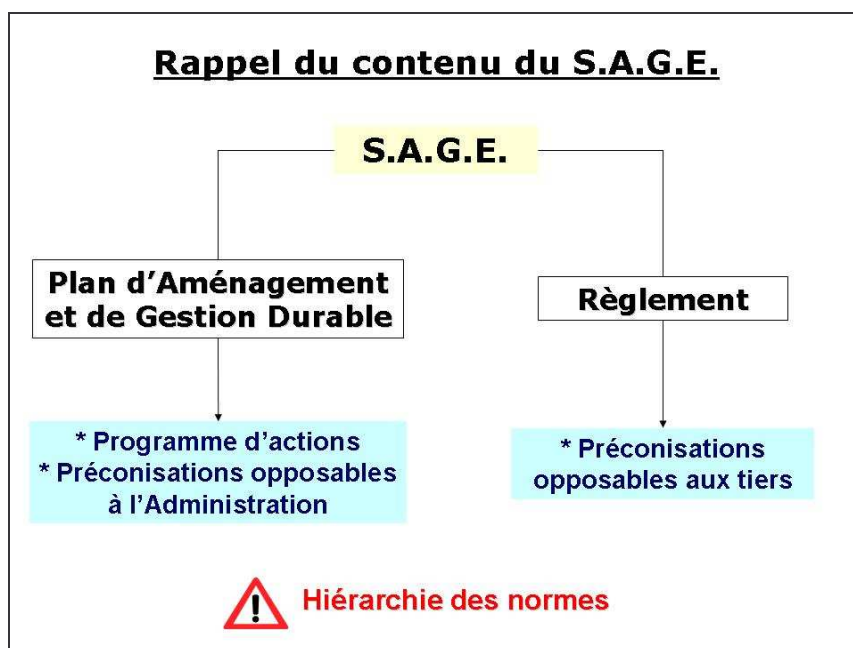 Rappel du contenu du S.A.G.E.
S.A.G.E.
Plan d’Aménagement
et de Gestion Durable
Règlement
* Programme d’actions
* Préconisations opposables
à l’Administration
* Préconisations
opposables aux tiers
! Hiérarchie des normes